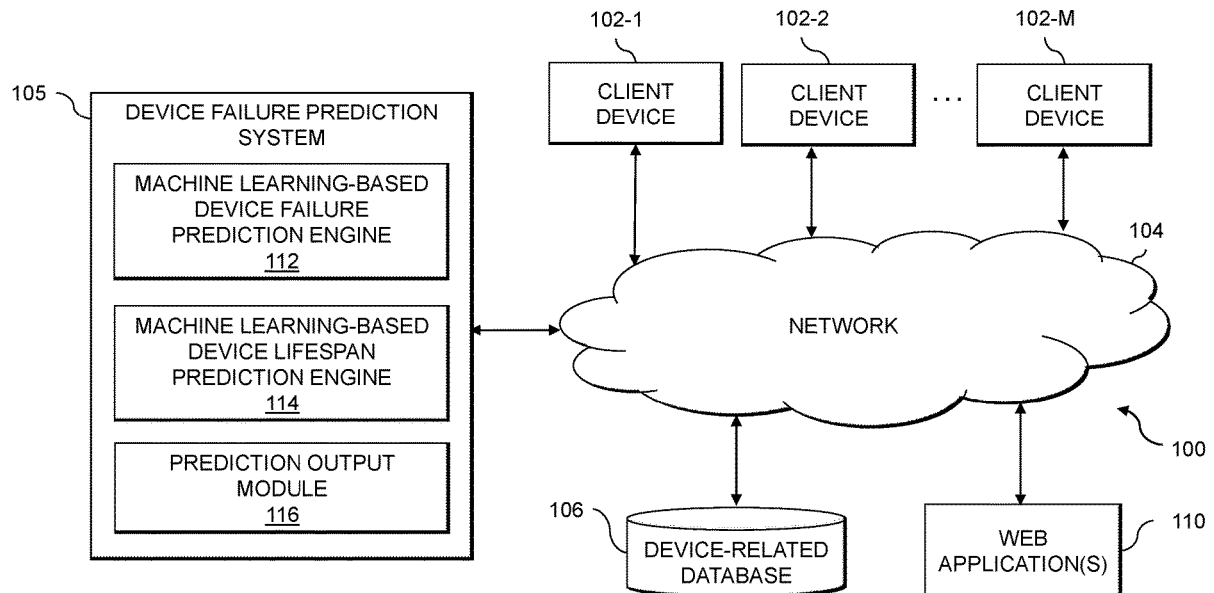 102-1
102-2
102-M
CLIENT
DEVICE
CLIENT
DEVICE
. . .
CLIENT
DEVICE
105
DEVICE FAILURE PREDICTION
SYSTEM
MACHINE LEARNING-BASED
DEVICE FAILURE
PREDICTION ENGINE
112
MACHINE LEARNING-BASED
DEVICE LIFESPAN
PREDICTION ENGINE
114
PREDICTION OUTPUT
MODULE
116
104
NETWORK
100
106
DEVICE-RELATED
DATABASE
WEB
APPLICATION(S)
110